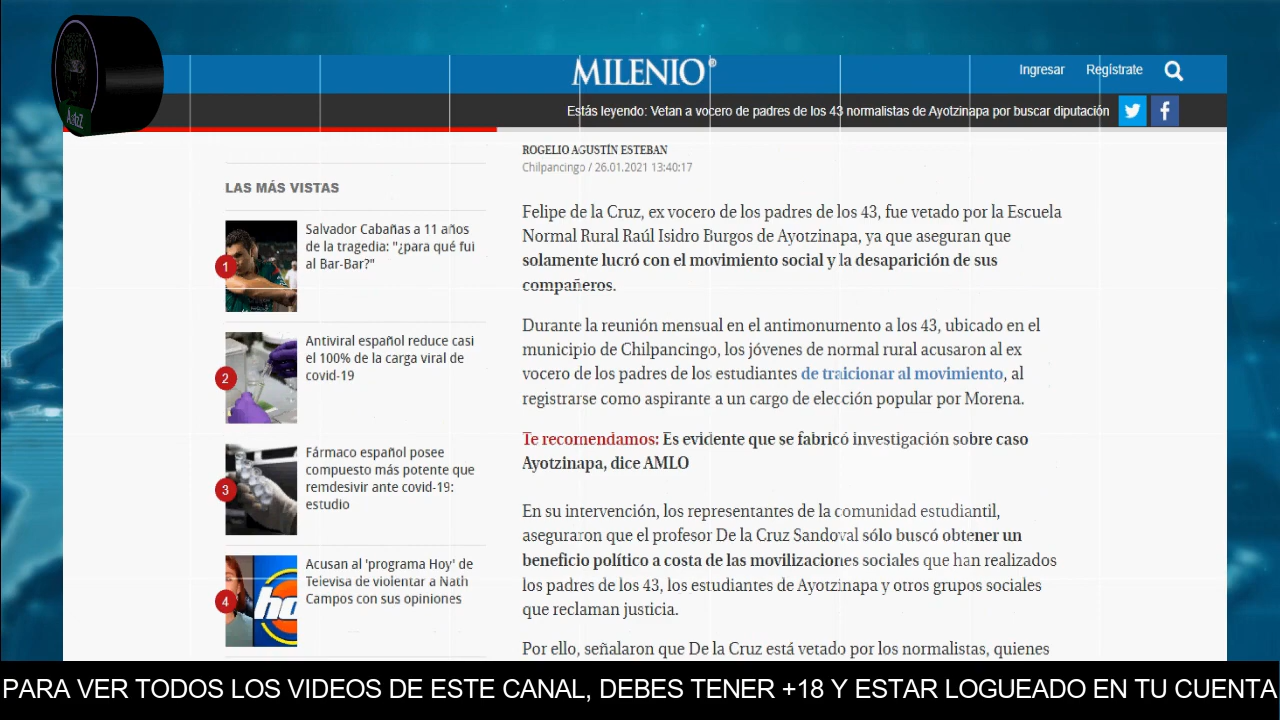 MILENIO®
Ingresar
Regístrate
Estás leyendo: Vetan a vocero de padres de los 43 normalistas de Ayotzinapa por buscar diputación
ROGELIO AGUSTÍN ESTEBAN
Chilpancingo / 26.01.2021 13:40:17
LAS MÁS VISTAS
1
Salvador Cabañas a 11 años
de la tragedia: "¿para qué fui
al Bar-Bar?"
2
Antiviral español reduce casi
el 100% de la carga viral de
covid-19
3
Fármaco español posee
compuesto más potente que
remdesivir ante covid-19:
estudio
4
Acusan al 'programa Hoy' de
Televisa de violentar a Nath
Campos con sus opiniones
Felipe de la Cruz, ex vocero de los padres de los 43, fue vetado por la Escuela
Normal Rural Raúl Isidro Burgos de Ayotzinapa, ya que aseguran que
solamente lucró con el movimiento social y la desaparición de sus
compañeros.
Durante la reunión mensual en el antimonumento a los 43, ubicado en el
municipio de Chilpancingo, los jóvenes de normal rural acusaron al ex
vocero de los padres de los estudiantes de traicionar al movimiento, al
registrarse como aspirante a un cargo de elección popular por Morena.
Te recomendamos: Es evidente que se fabricó investigación sobre caso
Ayotzinapa, dice AMLO
En su intervención, los representantes de la comunidad estudiantil,
aseguraron que el profesor De la Cruz Sandoval sólo buscó obtener un
beneficio político a costa de las movilizaciones sociales que han realizados
los padres de los 43, los estudiantes de Ayotzinapa y otros grupos sociales
que reclaman justicia.
Por ello, señalaron que De la Cruz está vetado por los normalistas, quienes
PARA VER TODOS LOS VIDEOS DE ESTE CANAL, DEBES TENER +18 Y ESTAR LOGUEADO EN TU CUENTA